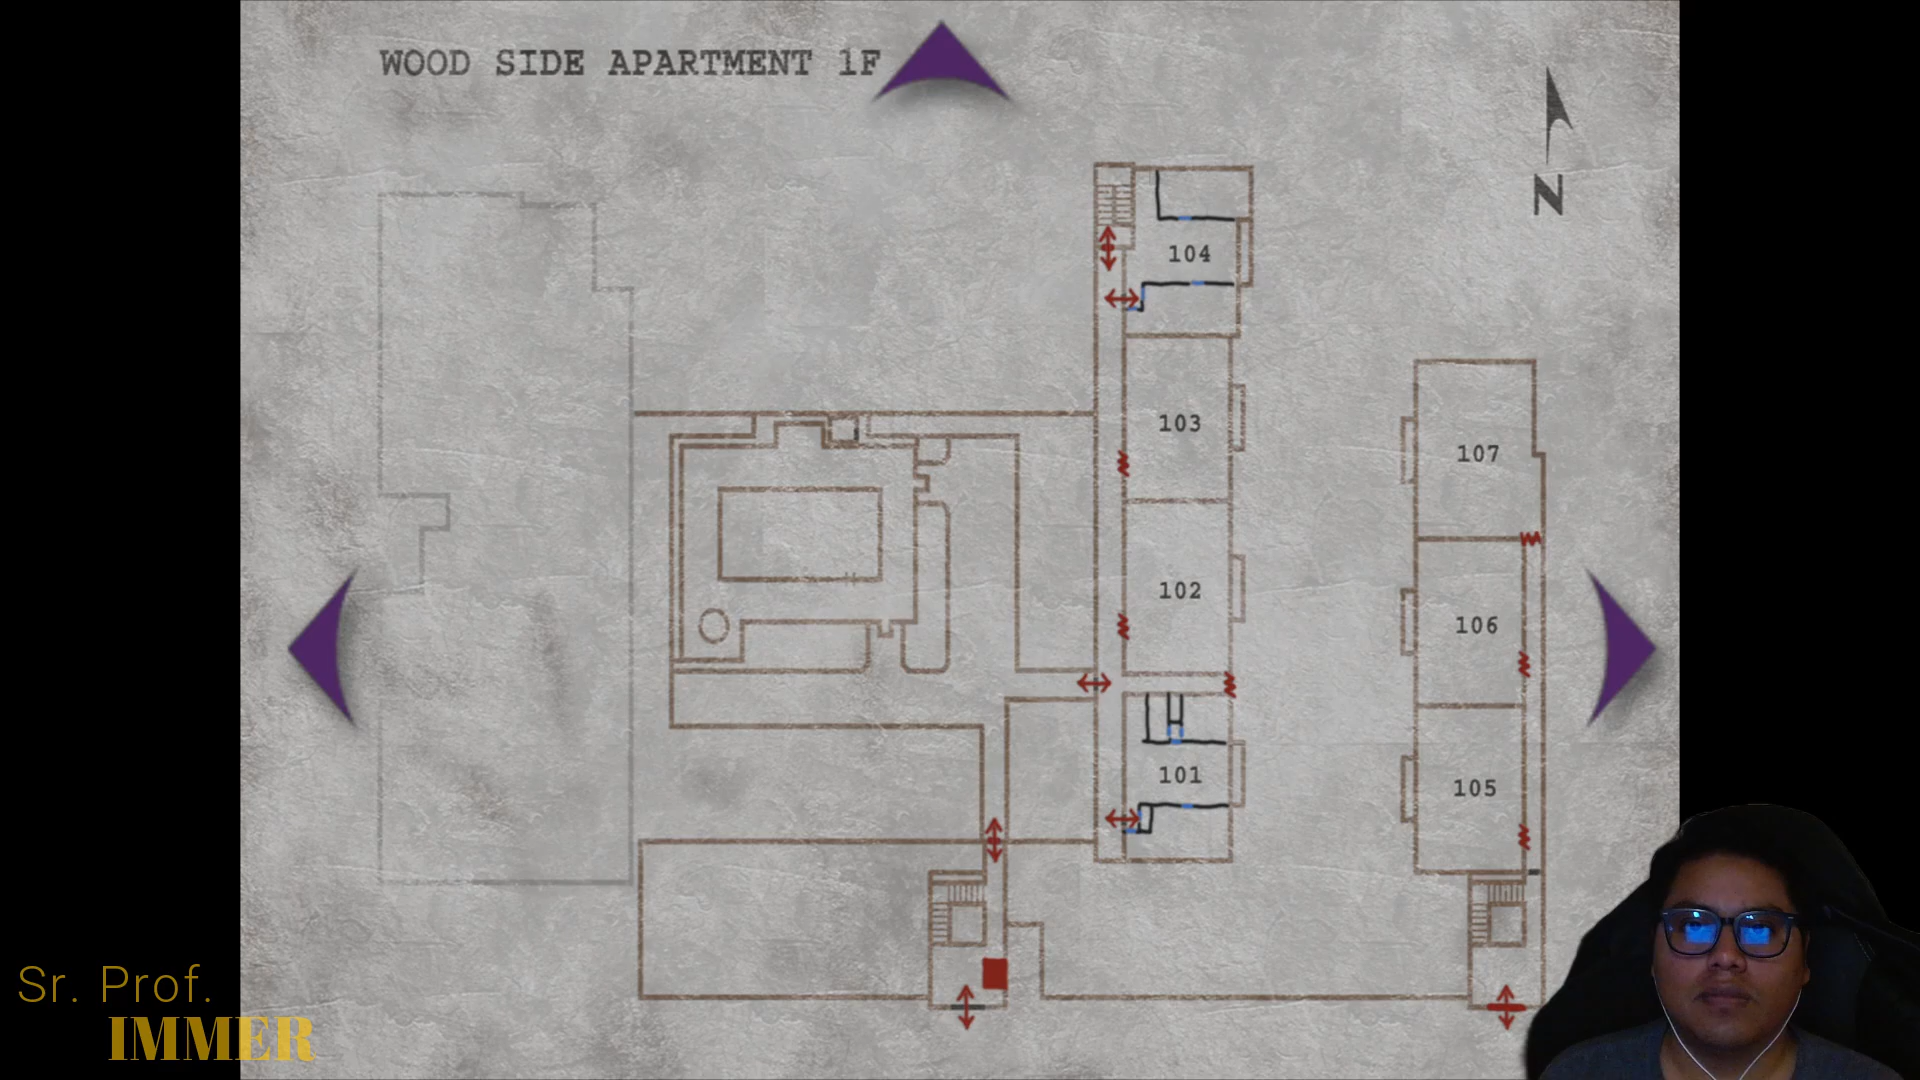 WOOD SIDE APARTMENT 1F
N
104
103
107
102
106
101
105
Sr. Prof.
IMMER